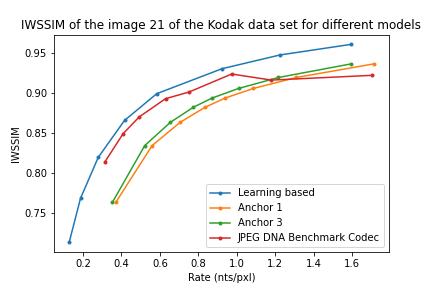 IWSSIM of the image 21 of the Kodak data set for different models
IWSSIM
0.95
0.90
0.85
0.80
0.75
0.2 0.4 0.6 0.8 1.0 1.2 1.4 1.6
Rate (nts/pxl)
Learning based
Anchor 1
Anchor 3
JPEG DNA Benchmark Codec